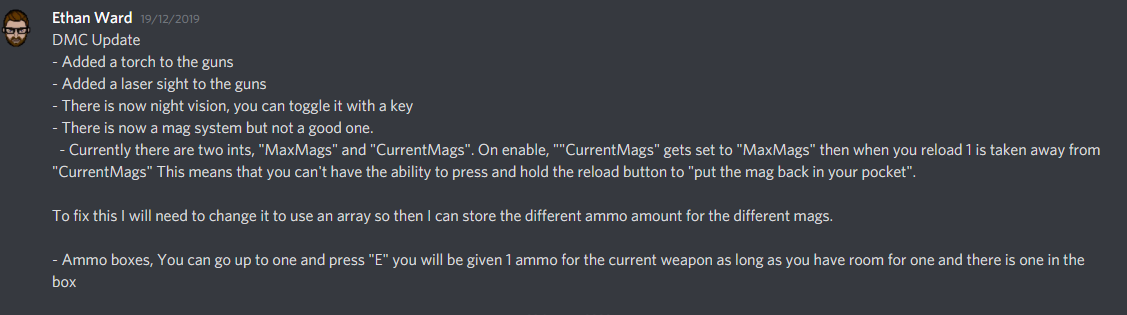 Ethan Ward 19/12/2019
DMC Update
- Added a torch to the guns
- Added a laser sight to the guns
- There is now night vision, you can toggle it with a key
- There is now a mag system but not a good one.
- Currently there are two ints, "MaxMags" and "CurrentMags". On enable, ""CurrentMags" gets set to "MaxMags" then when you reload 1 is taken away from
"CurrentMags" This means that you can't have the ability to press and hold the reload button to "put the mag back in your pocket".
To fix this I will need to change it to use an array so then I can store the different ammo amount for the different mags.
- Ammo boxes, You can go up to one and press "E" you will be given 1 ammo for the current weapon as long as you have room for one and there is one in the
box